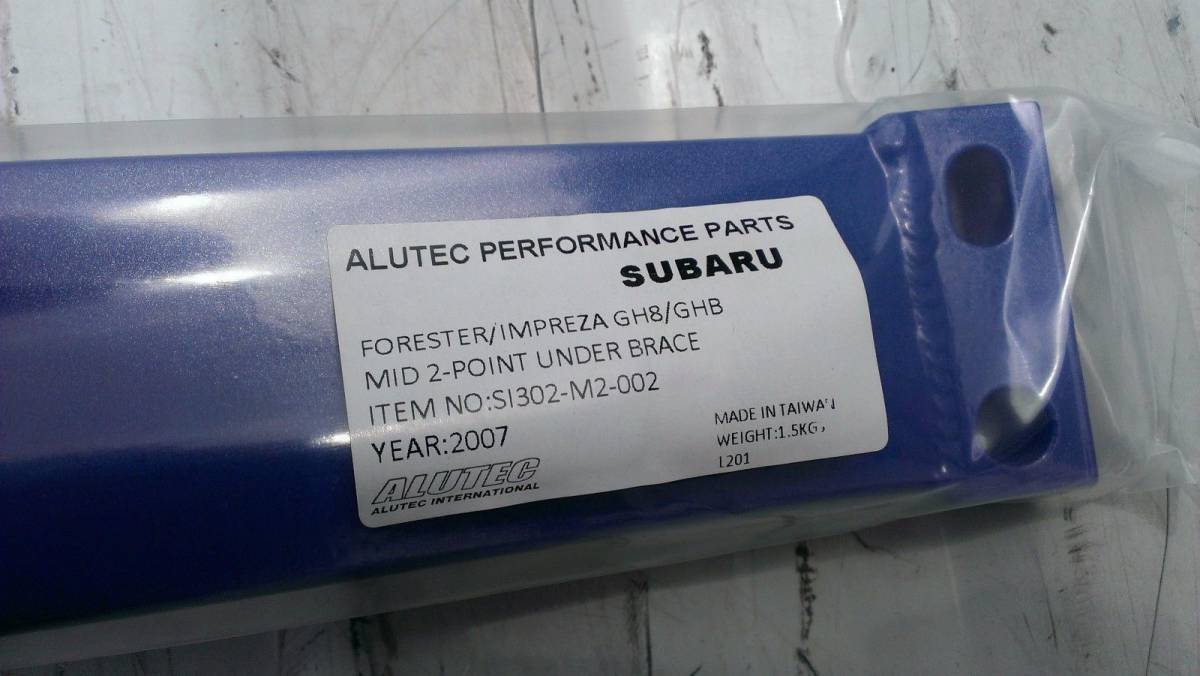 ALUTEC PERFORMANCE PARTS
SUBARU
FORESTER/IMPREZA GH8/GHB
MID 2-POINT UNDER BRACE
ITEM NO:SI302-M2-002
YEAR:2007
MADE IN TAIWAN
WEIGHT:1.5KG,
L201
ALUTEC
ALUTEC INTERNATIONAL